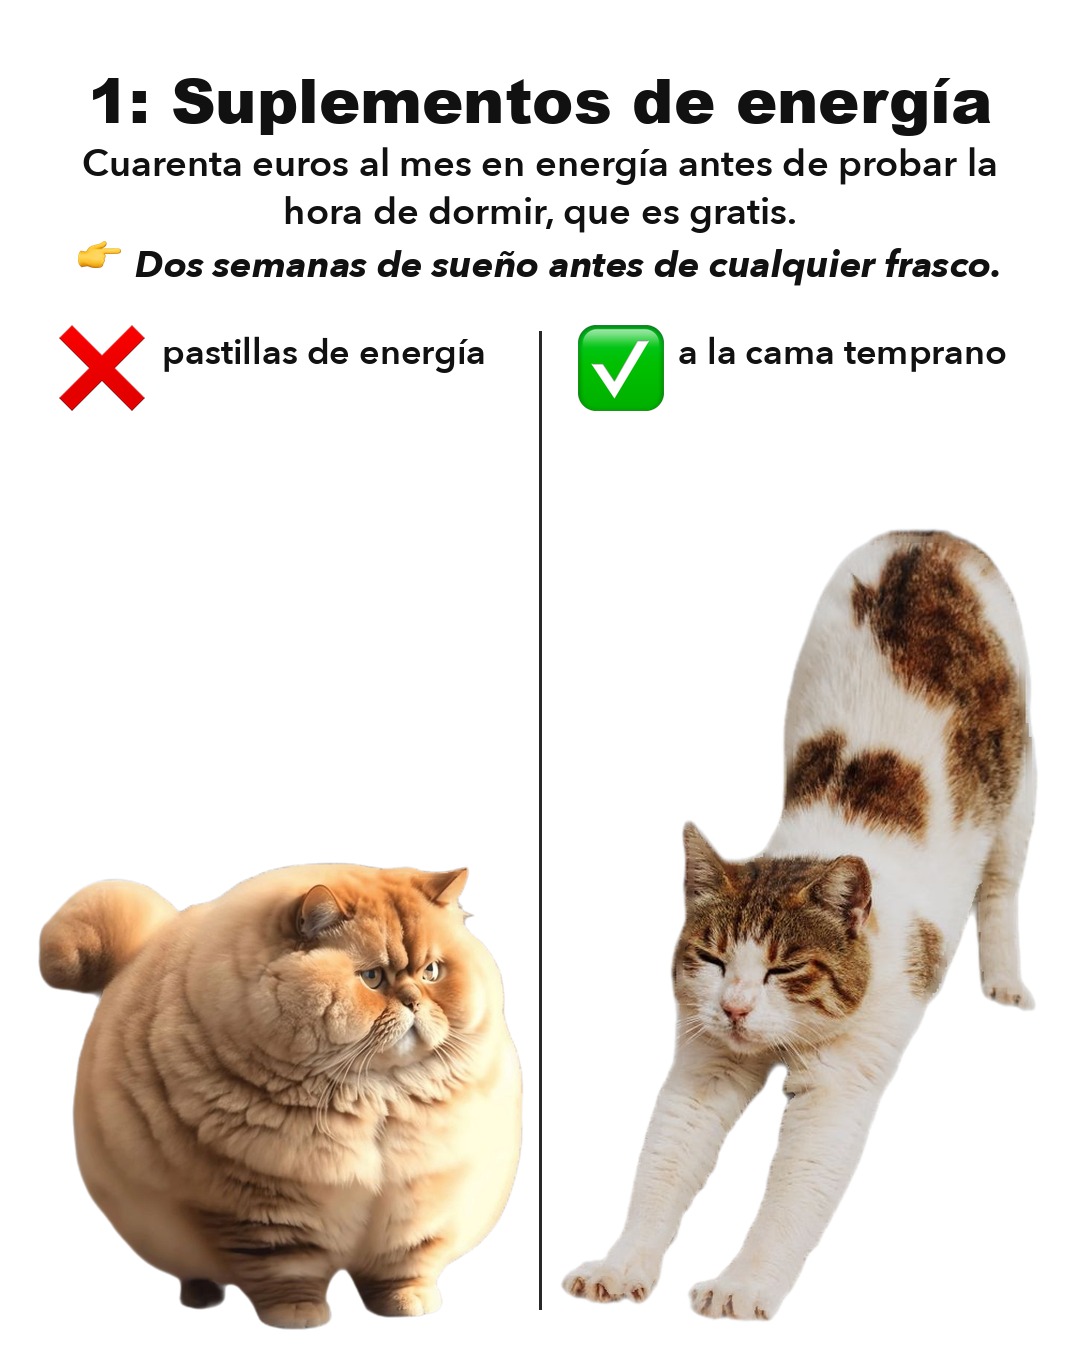 1: Suplementos de energía
Cuarenta euros al mes en energía antes de probar la
hora de dormir, que es gratis.
👉 Dos semanas de sueño antes de cualquier frasco.
❌ pastillas de energía
✅ a la cama temprano